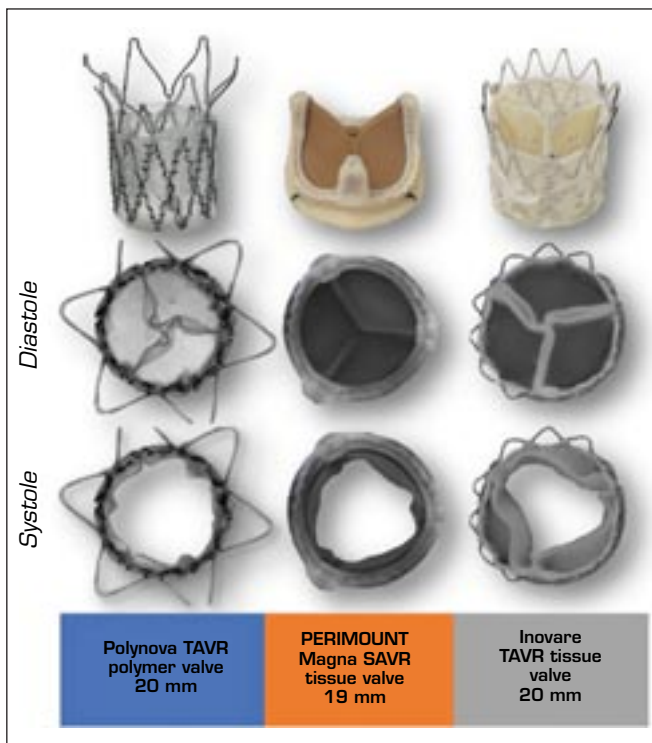 Diastole
Systole
Polynova TAVR
polymer valve
20 mm
PERIMOUNT
Magna SAVR
tissue valve
19 mm
Inovare
TAVR tissue
valve
20 mm